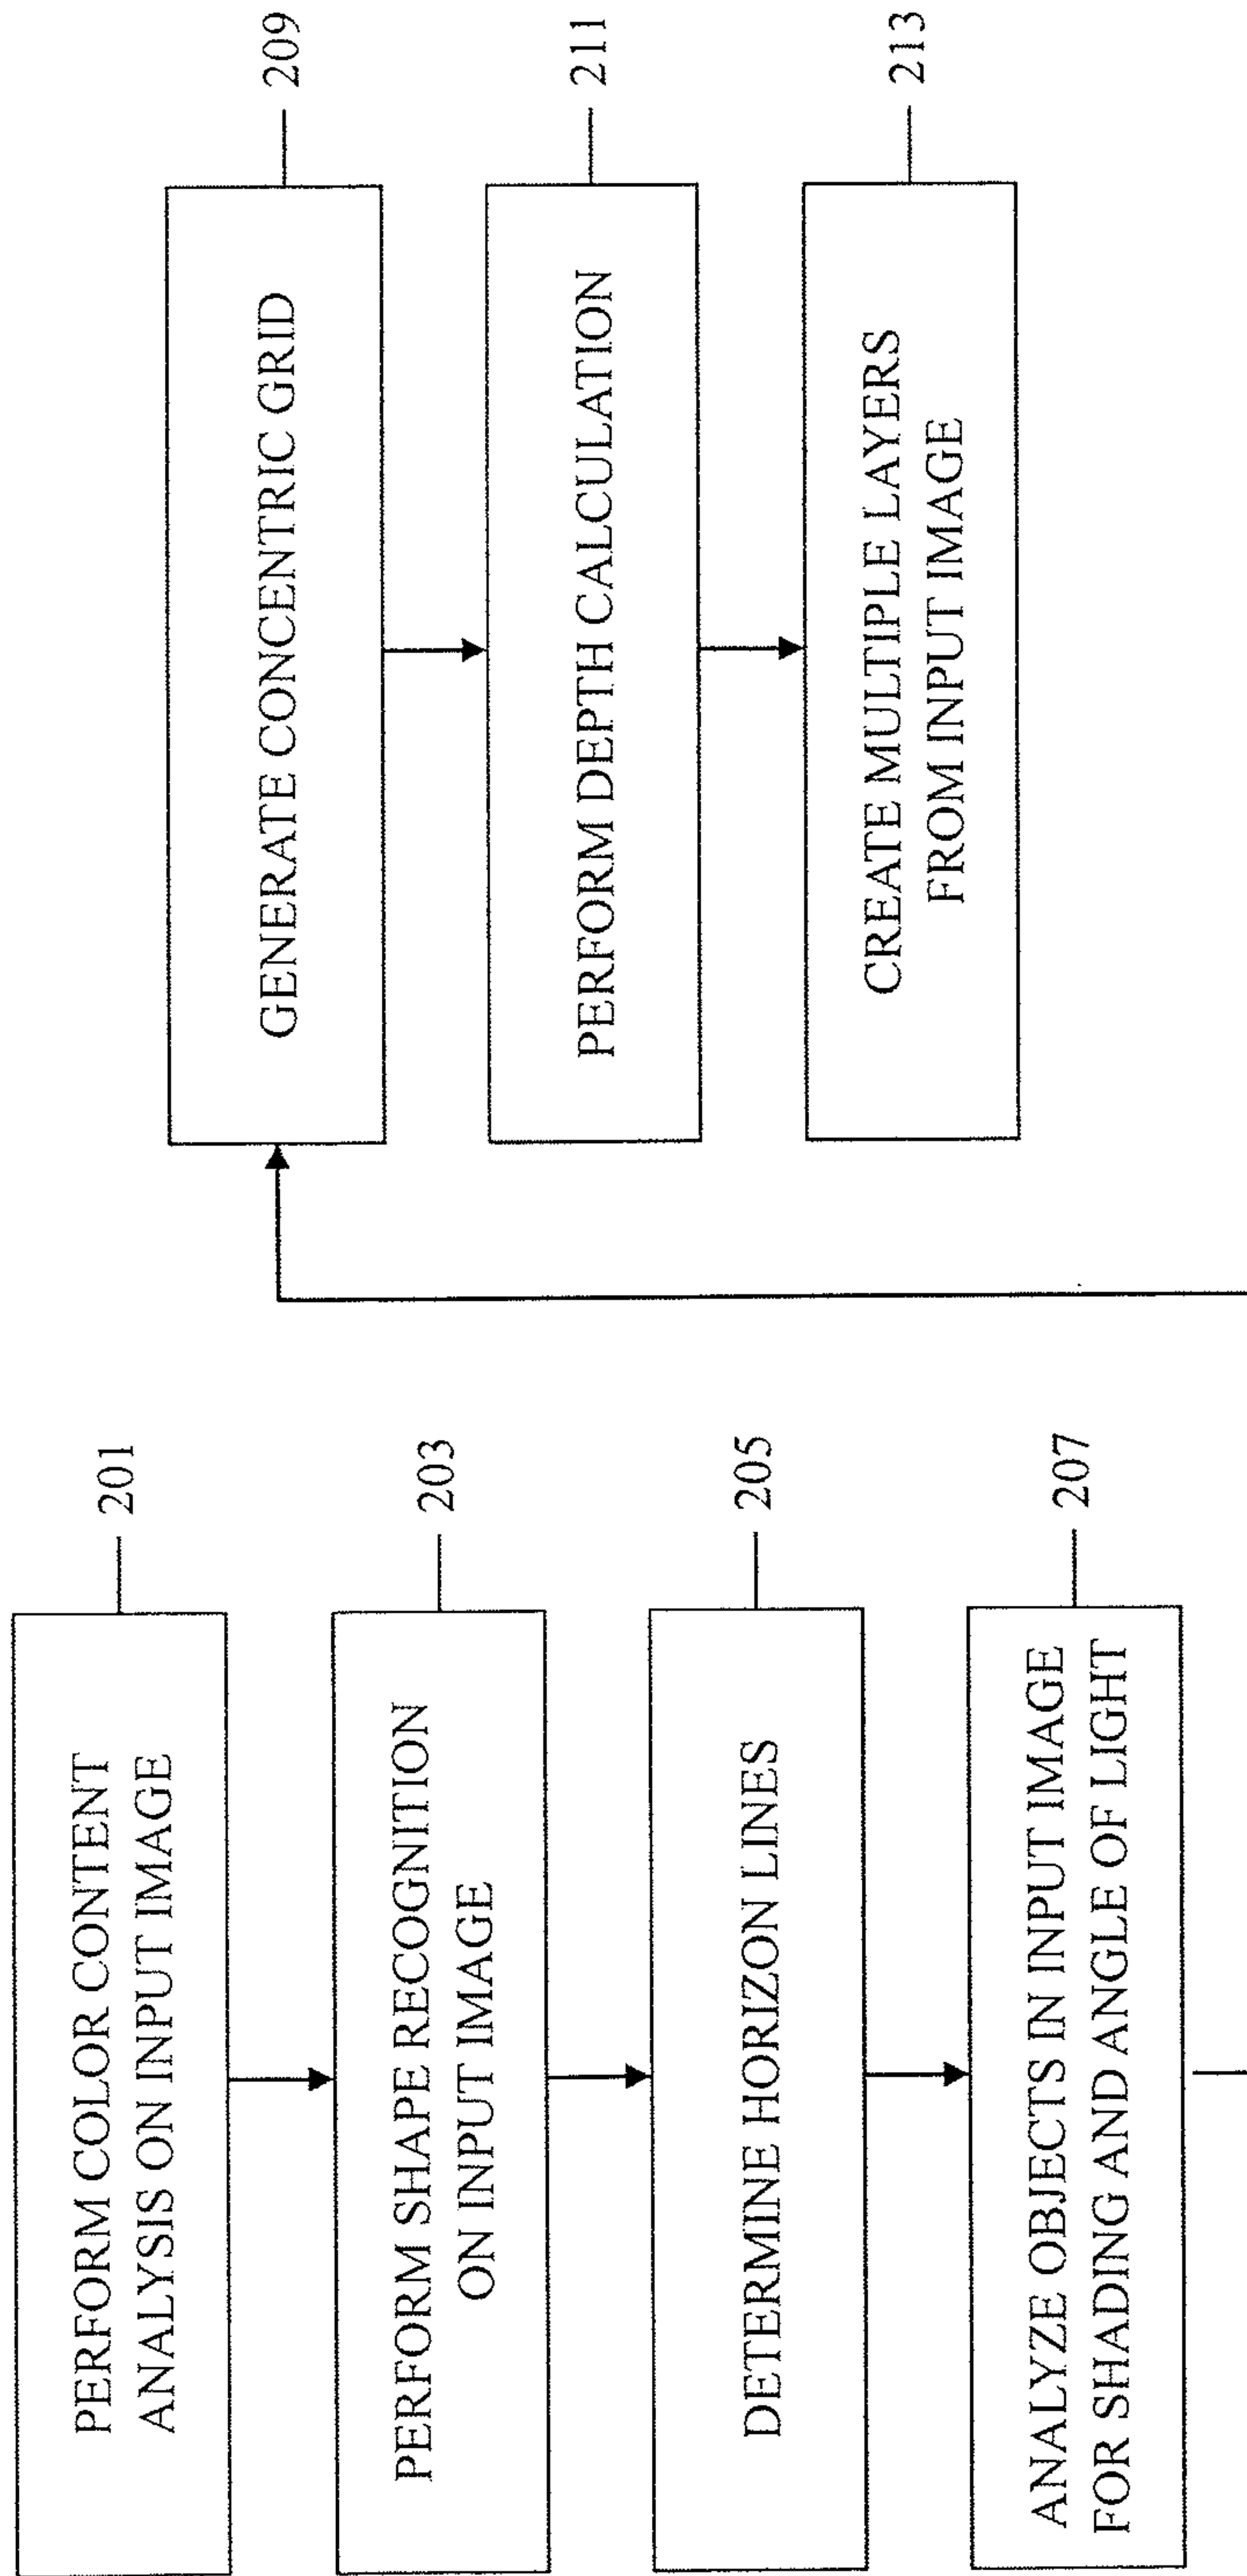 PERFORM COLOR CONTENT
ANALYSIS ON INPUT IMAGE
201
PERFORM SHAPE RECOGNITION
ON INPUT IMAGE
203
DETERMINE HORIZON LINES
205
ANALYZE OBJECTS IN INPUT IMAGE
FOR SHADING AND ANGLE OF LIGHT
207
GENERATE CONCENTRIC GRID
209
PERFORM DEPTH CALCULATION
211
CREATE MULTIPLE LAYERS
FROM INPUT IMAGE
213